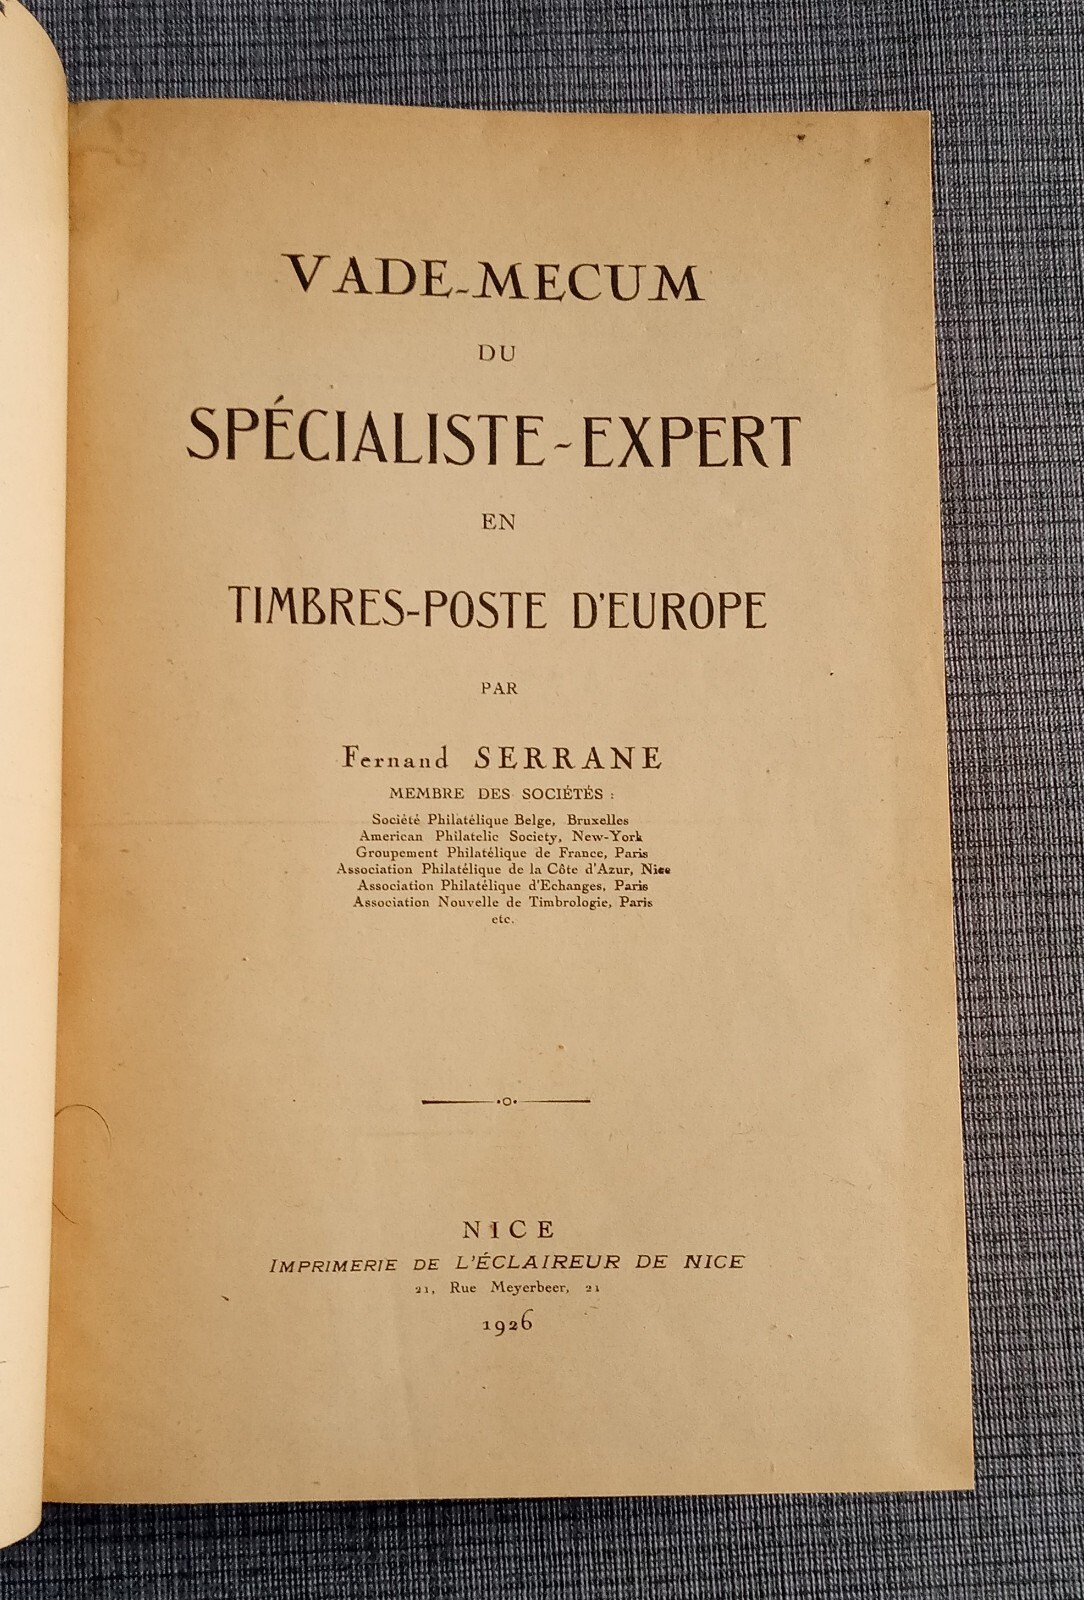 VADE-MECUM
DU
SPÉCIALISTE-EXPERT
EN
TIMBRES-POSTE D'EUROPE
PAR
Fernand SERRANE
MEMBRE DES SOCIÉTÉS :
Société Philatélique Belge, Bruxelles
American Philatelic Society, New-York
Groupement Philatélique de France, Paris
Association Philatélique de la Côte d'Azur, Nice
Association Philatélique d'Echanges, Paris
Association Nouvelle de Timbrologie, Paris
etc.
NICE
IMPRIMERIE DE L'ÉCLAIREUR DE NICE
21, Rue Meyerbeer, 21
1926